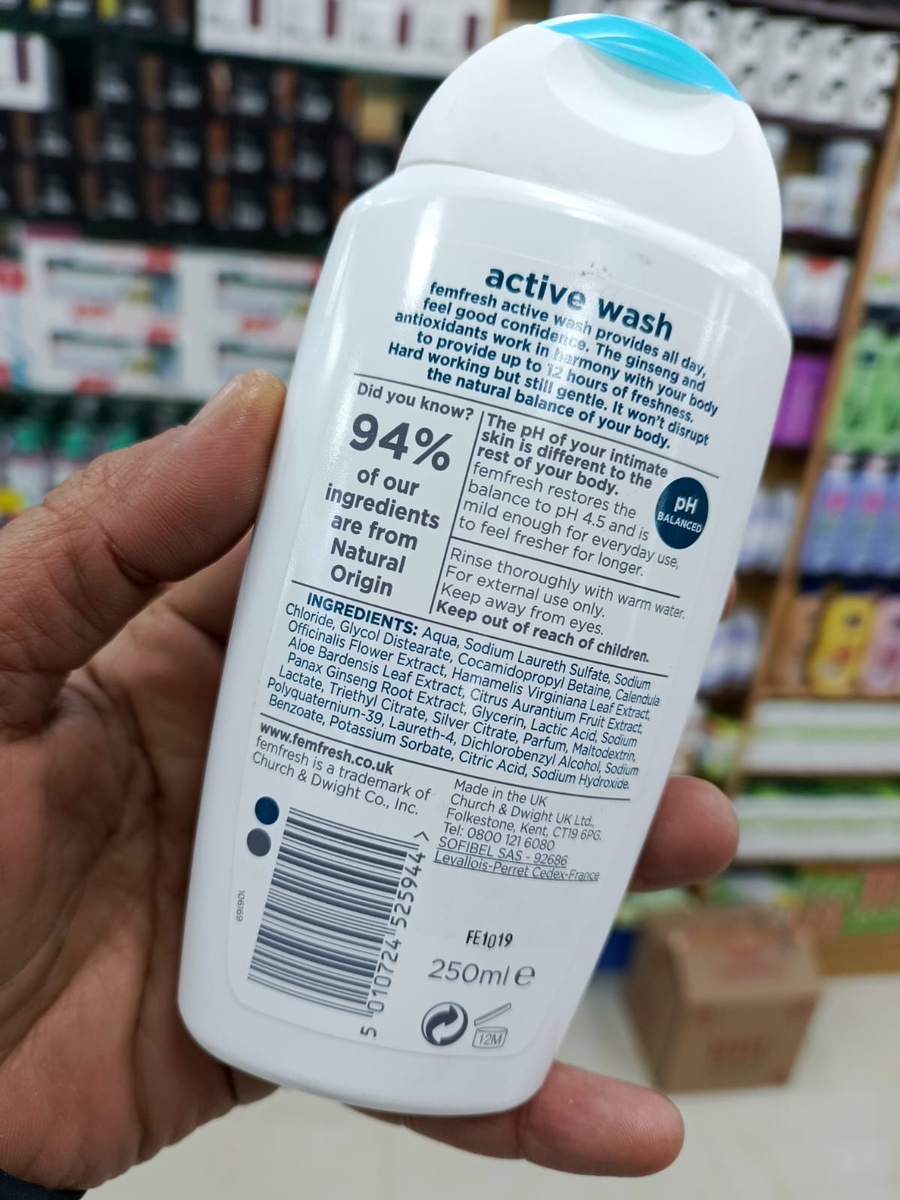 active wash
femfresh active wash provides all day,
feel good confidence. The ginseng and
antioxidants work in harmony with your body
to provide up to 12 hours of freshness.
Hard working but still gentle. It won't disrupt
the natural balance of your body.
Did you know?
94%
of our
ingredients
are from
Natural
Origin
The pH of your intimate
skin is different to the
rest of your body.
femfresh restores the
balance to pH 4.5 and is
mild enough for everyday use,
to feel fresher for longer.
pH
BALANCED
Rinse thoroughly with warm water.
For external use only.
Keep away from eyes.
Keep out of reach of children.
INGREDIENTS: Aqua, Sodium Laureth Sulfate, Sodium
Chloride, Glycol Distearate, Cocamidopropyl Betaine, Calendula
Officinalis Flower Extract, Hamamelis Virginiana Leaf Extract,
Aloe Bardensis Leaf Extract, Citrus Aurantium Fruit Extract,
Panax Ginseng Root Extract, Glycerin, Lactic Acid, Sodium
Lactate, Triethyl Citrate, Silver Citrate, Parfum, Maltodextrin,
Polyquaternium-39, Laureth-4, Dichlorobenzyl Alcohol, Sodium
Benzoate, Potassium Sorbate, Citric Acid, Sodium Hydroxide.
www.femfresh.co.uk
femfresh is a trademark of
Church & Dwight Co., Inc.
Made in the UK
Church & Dwight UK Ltd.,
Folkestone, Kent, CT19 6PG.
Tel: 0800 121 6080
SOFIBEL SAS - 92686
Levallois-Perret Cedex-France
106169
5 010724 525944 >
FE1019
250ml e
12M